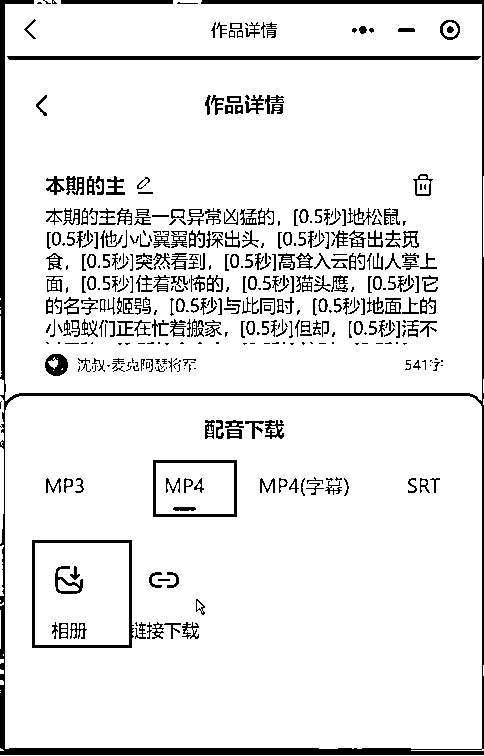 作品详情
作品详情
本期的主
本期的主角是一只异常凶猛的，[0.5秒]地松鼠，
[0.5秒]他小心翼翼的探出头，[0.5秒]准备出去觅
食，[0.5秒]突然看到，[0.5秒]高耸入云的仙人掌上
面，[0.5秒]住着恐怖的，[0.5秒]猫头鹰，[0.5秒]它
的名字叫姬鸮，[0.5秒]与此同时，[0.5秒]地面上的
小蚂蚁们正在忙着搬家，[0.5秒]但却，[0.5秒]活不
沈叔·麦克阿瑟将军 541字
配音下载
MP3 MP4 MP4(字幕) SRT
相册 链接下载